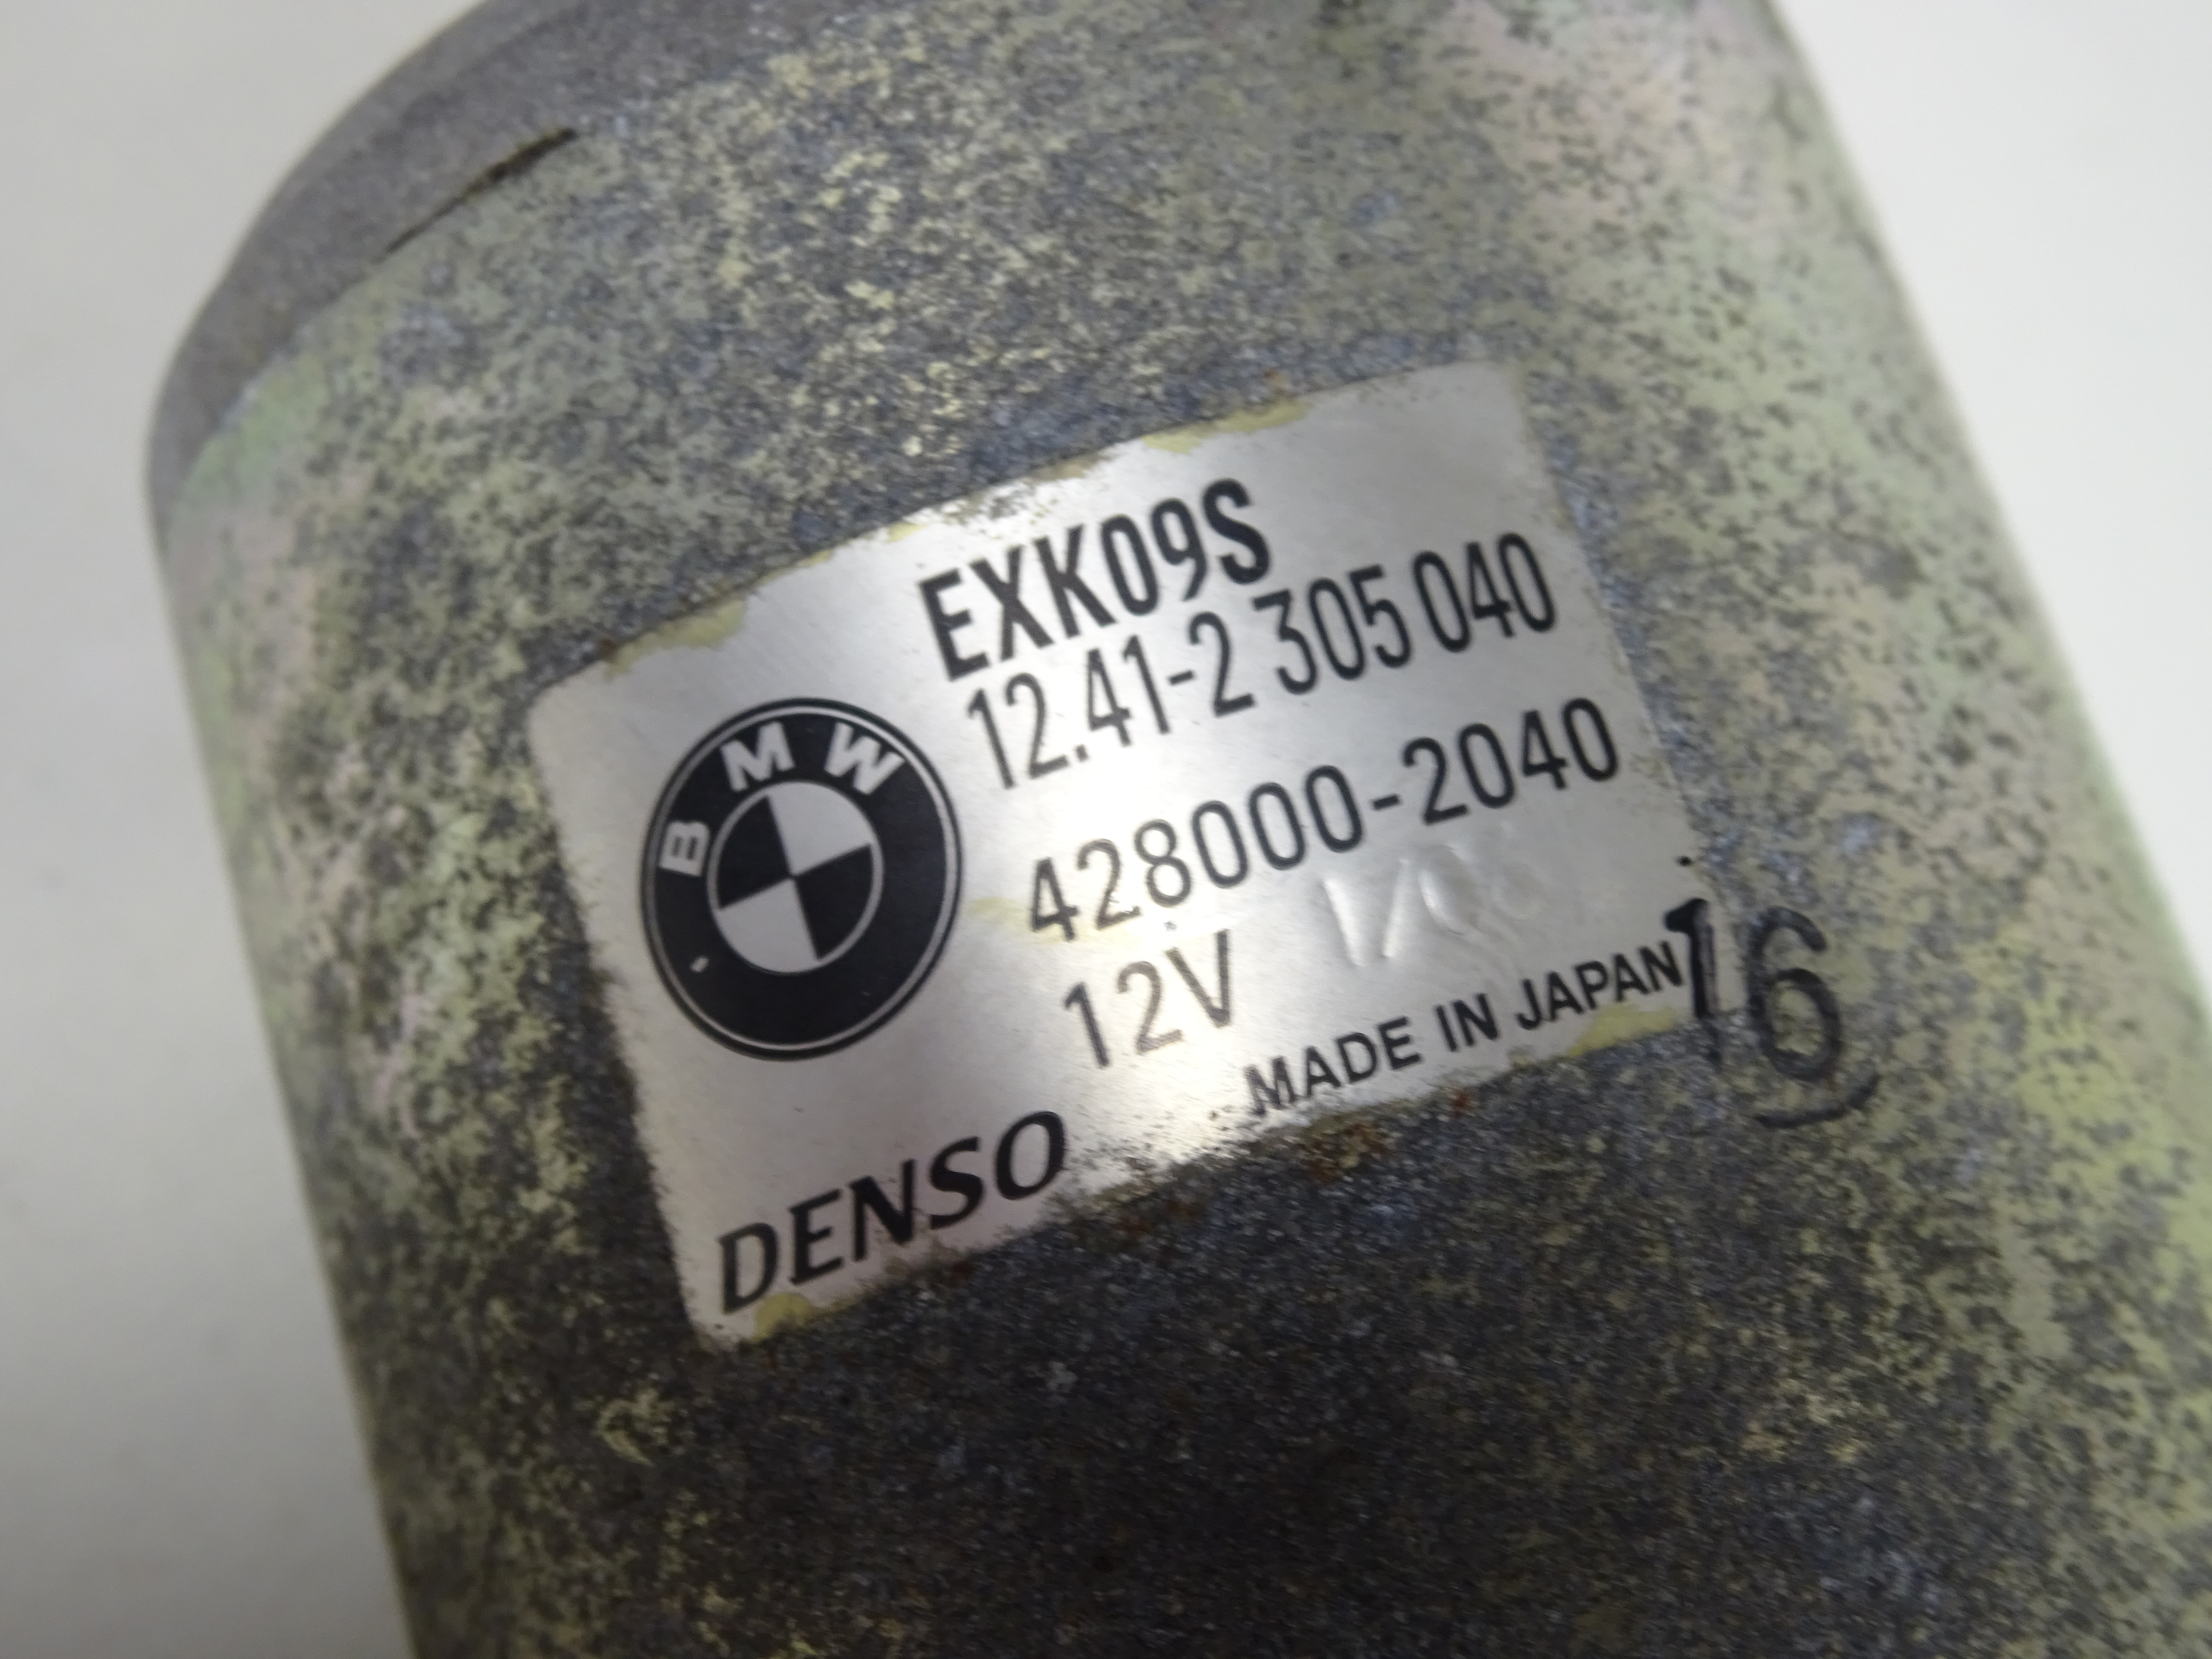 EXK09S
12.41-2 305 040
BMW
428000-2040
12V
MADE IN JAPAN
16
DENSO